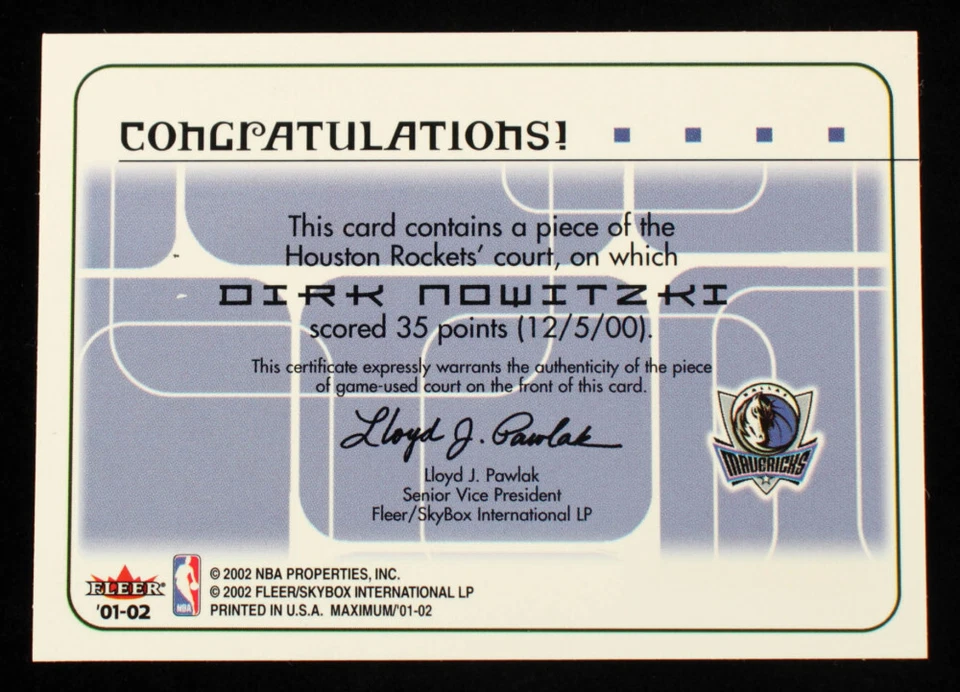 CONGRATULATIONS!
This card contains a piece of the
Houston Rockets' court, on which
DIRK NOWITZKI
scored 35 points (12/5/00).
This certificate expressly warrants the authenticity of the piece
of game-used court on the front of this card.
Lloyd J. Pawlak
Lloyd J. Pawlak
Senior Vice President
Fleer/SkyBox International LP
DALLAS
MAVERICKS
FLEER®
'01-02
NBA
© 2002 NBA PROPERTIES, INC.
© 2002 FLEER/SKYBOX INTERNATIONAL LP
PRINTED IN U.S.A. MAXIMUM/'01-02